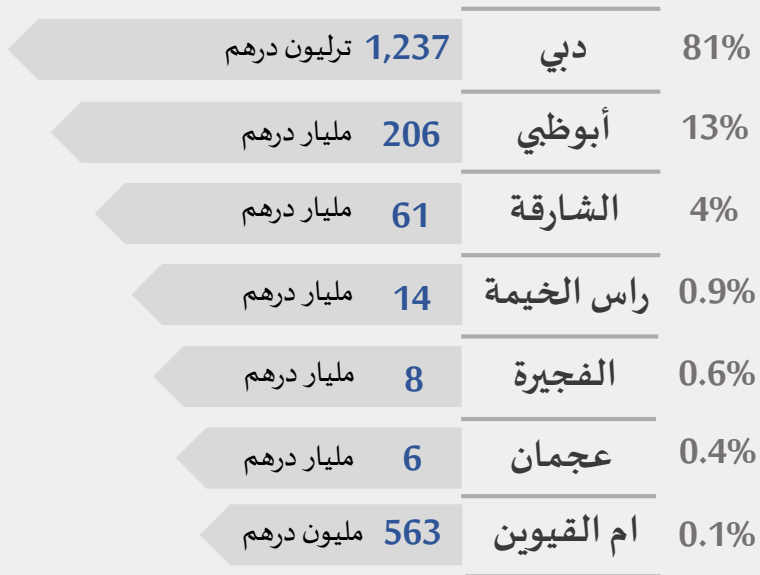 81% دبي 1,237 ترليون درهم
13% أبوظبي 206 مليار درهم
4% الشارقة 61 مليار درهم
0.9% راس الخيمة 14 مليار درهم
0.6% الفجيرة 8 مليار درهم
0.4% عجمان 6 مليار درهم
0.1% ام القيوين 563 مليون درهم